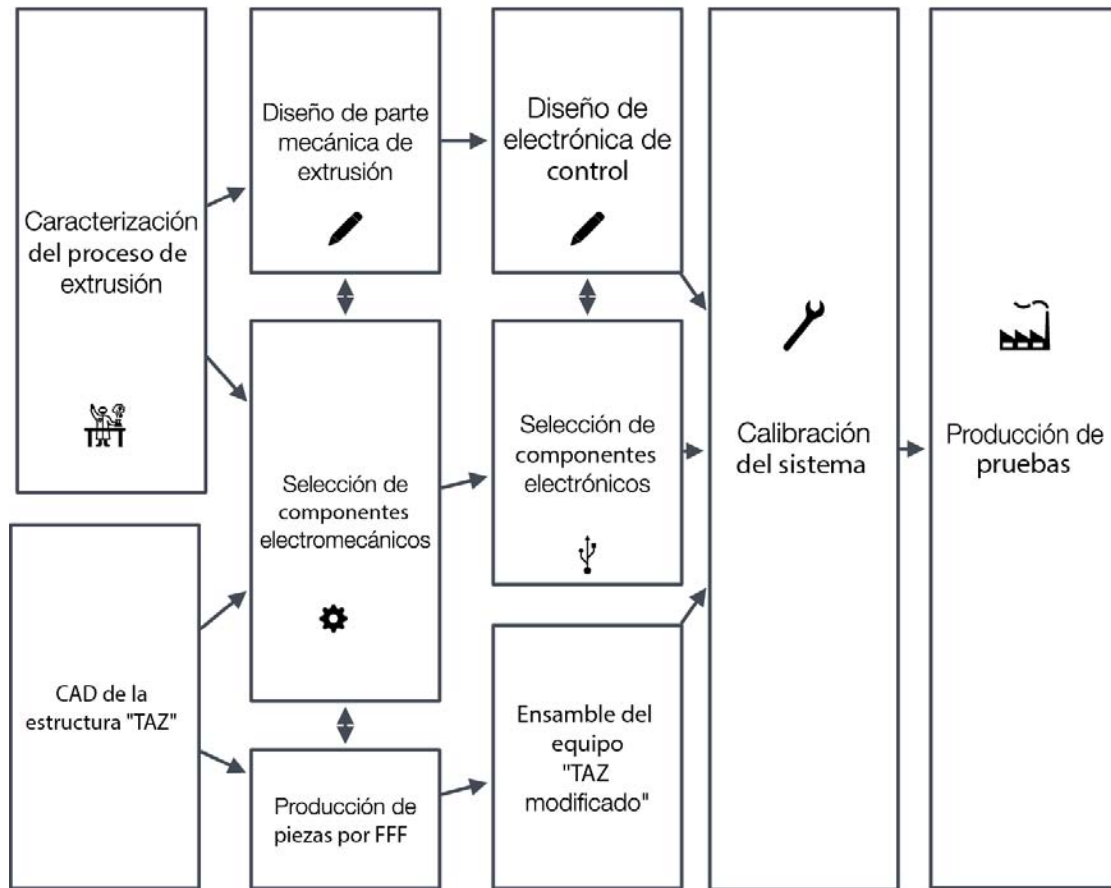 Caracterización
del proceso de
extrusión
CAD de la
estructura "TAZ"
Diseño de parte
mecánica de
extrusión
Selección de
componentes
electromecánicos
Producción de
piezas por FFF
Diseño de
electrónica de
control
Selección de
componentes
electrónicos
Ensamble del
equipo
"TAZ
modificado"
Calibración
del sistema
Producción de
pruebas